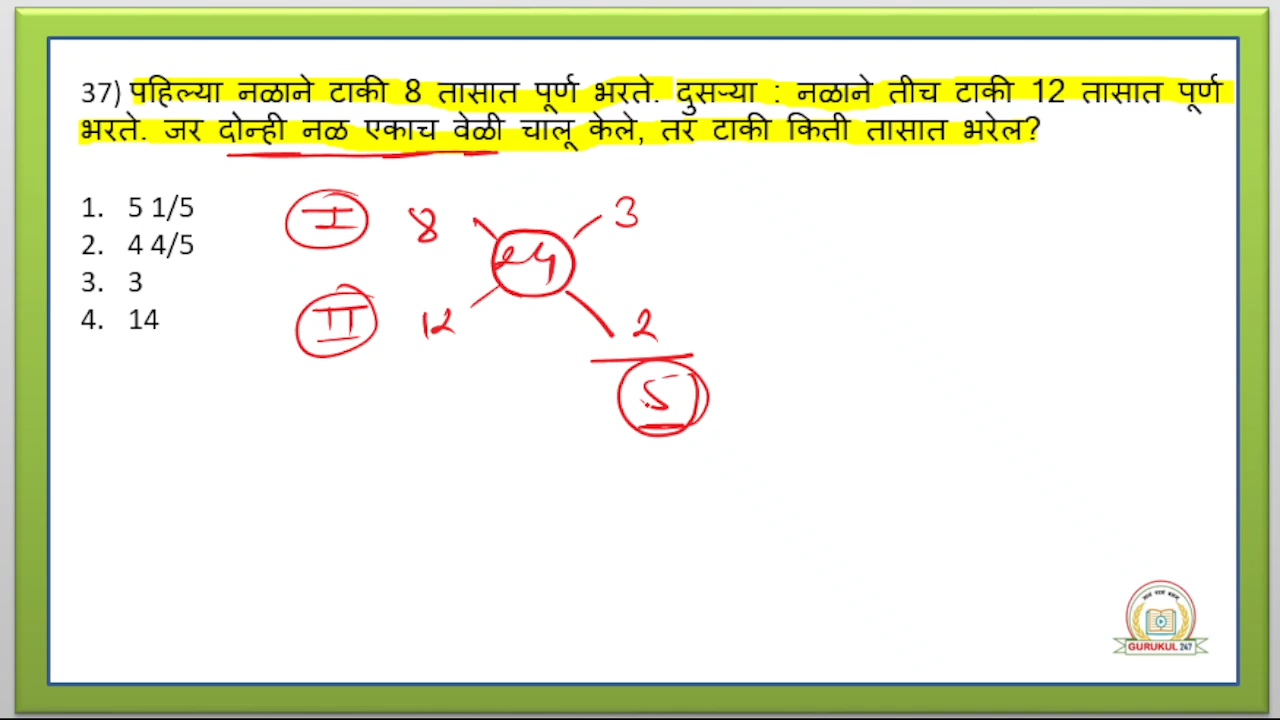 37) पहिल्या नळाने टाकी 8 तासात पूर्ण भरते. दुसऱ्या : नळाने तीच टाकी 12 तासात पूर्ण
भरते. जर दोन्ही नळ एकाच वेळी चालू केले, तर टाकी किती तासात भरेल?
1. 5 1/5
2. 4 4/5
3. 3
4. 14
I 8 24 3
II 12 2
5
GURUKUL 247